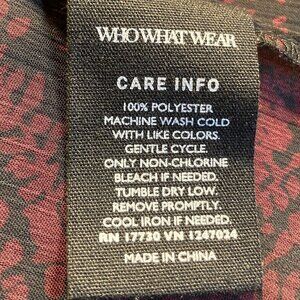 WHO WHAT WEAR
CARE INFO
100% POLYESTER
MACHINE WASH COLD
WITH LIKE COLORS.
GENTLE CYCLE.
ONLY NON-CHLORINE
BLEACH IF NEEDED.
TUMBLE DRY LOW.
REMOVE PROMPTLY.
COOL IRON IF NEEDED.
RN 17730 VN 1247024
MADE IN CHINA